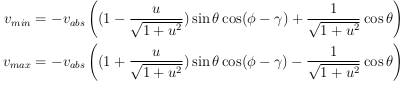 v_{min} = -v_{abs} \left( (1 - \frac{u}{\sqrt{1+u^2}}) \sin\theta \cos(\phi - \gamma) + \frac{1}{\sqrt{1+u^2}} \cos\theta \right)
v_{max} = -v_{abs} \left( (1 + \frac{u}{\sqrt{1+u^2}}) \sin\theta \cos(\phi - \gamma) - \frac{1}{\sqrt{1+u^2}} \cos\theta \right)